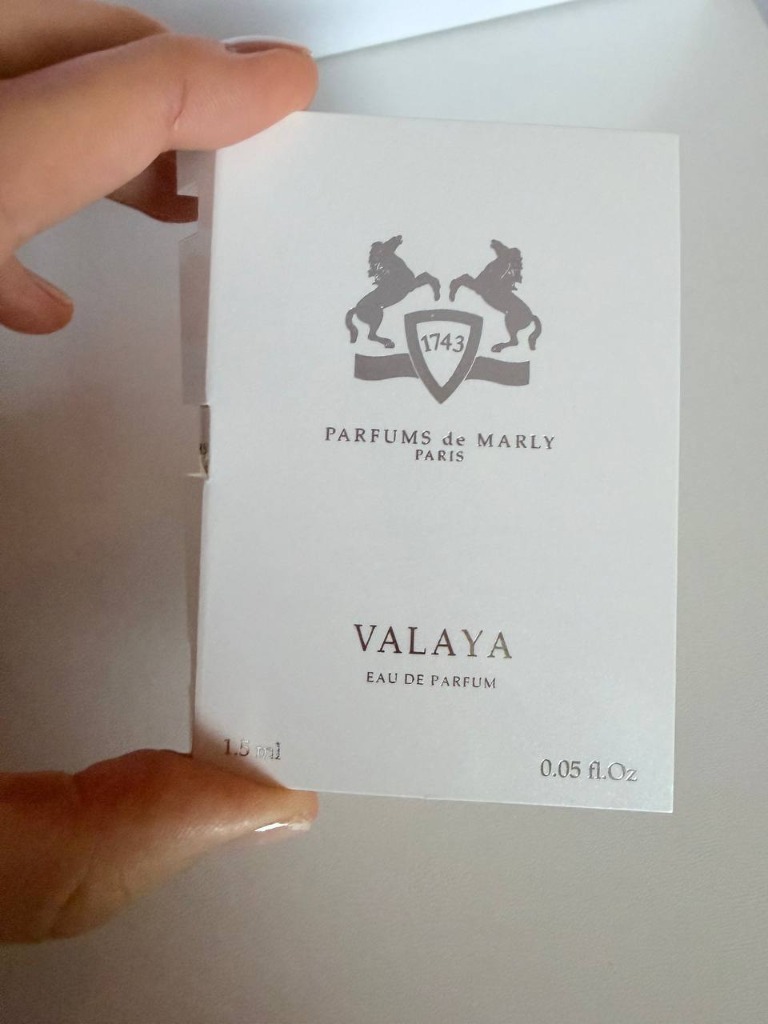 1743
PARFUMS de MARLY
PARIS
VALAYA
EAU DE PARFUM
1.5 ml
0.05 fl.Oz